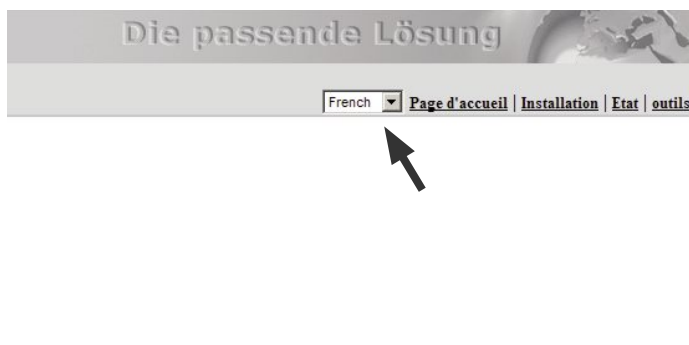 Die passende Lösung
French Page d'accueil | Installation | Etat | outils